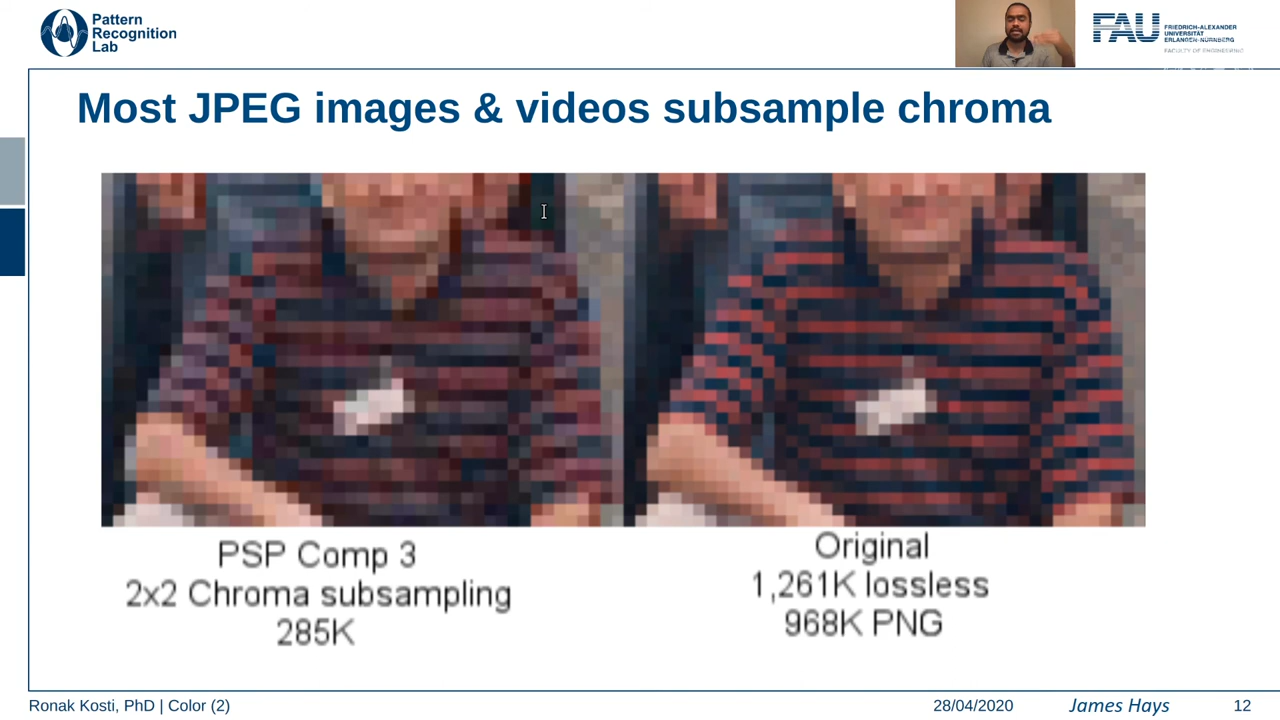 Pattern
Recognition
Lab
FAU
FRIEDRICH-ALEXANDER
UNIVERSITÄT
ERLANGEN-NÜRNBERG
FACULTY OF ENGINEERING
Most JPEG images & videos subsample chroma
PSP Comp 3
2x2 Chroma subsampling
285K
Original
1,261K lossless
968K PNG
Ronak Kosti, PhD | Color (2)
28/04/2020
James Hays
12